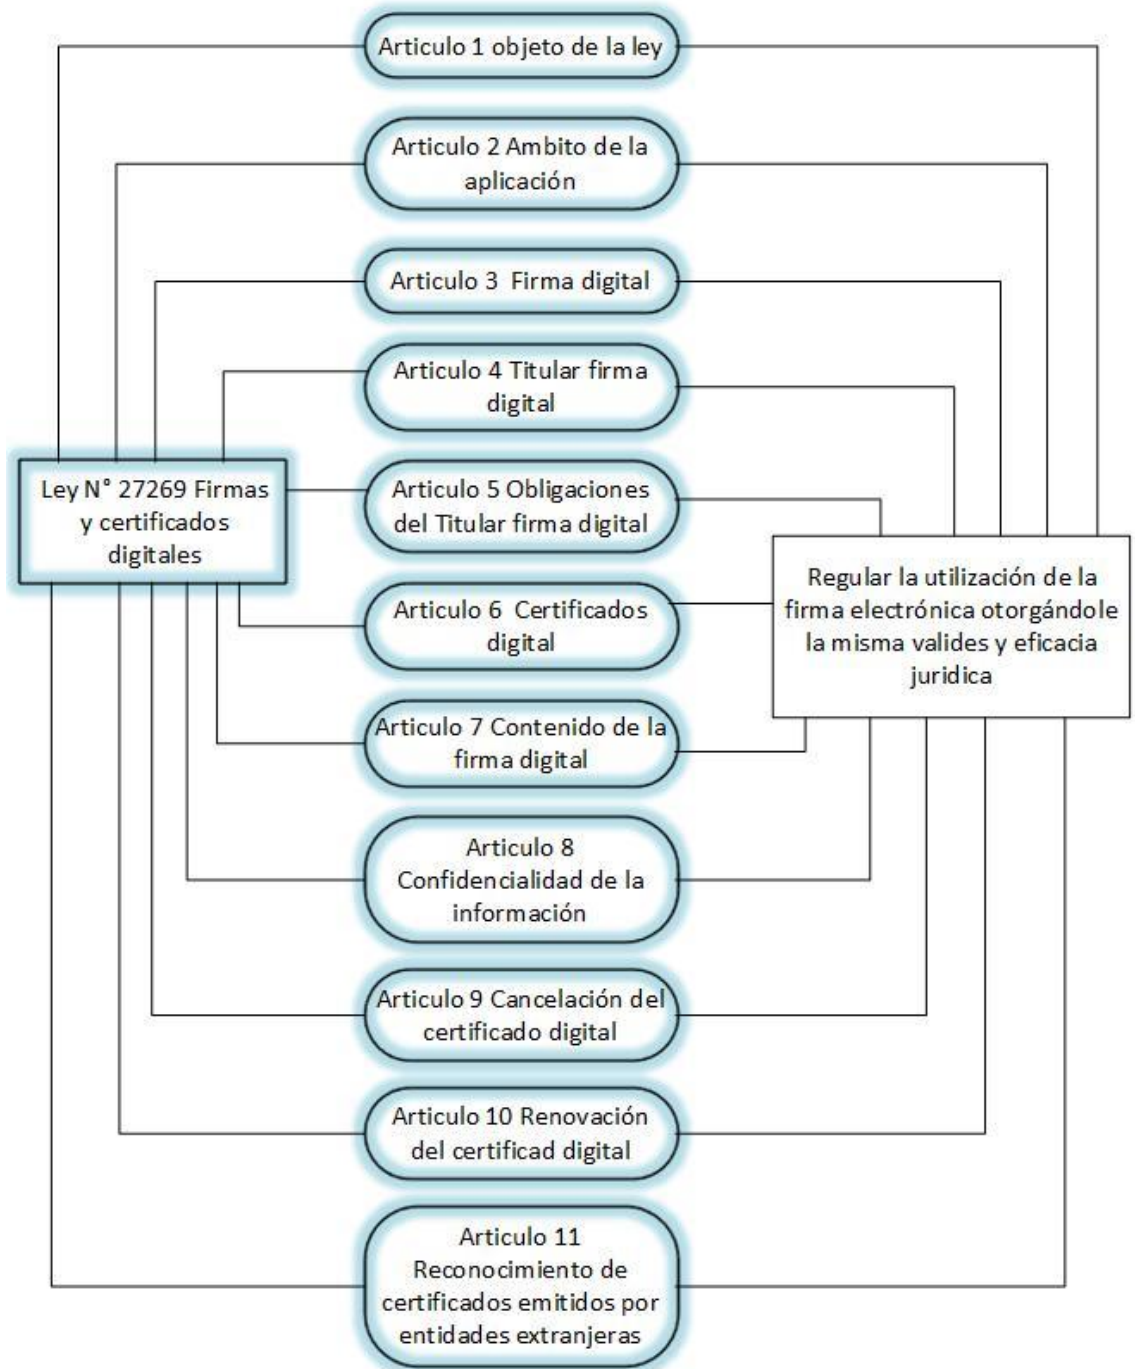 Articulo 1 objeto de la ley
Articulo 2 Ambito de la
aplicación
Articulo 3  Firma digital
Articulo 4 Titular firma
digital
Ley N° 27269 Firmas
y certificados
digitales
Articulo 5 Obligaciones
del Titular firma digital
Articulo 6  Certificados
digital
Regular la utilización de la
firma electrónica otorgándole
la misma valides y eficacia
juridica
Articulo 7 Contenido de la
firma digital
Articulo 8
Confidencialidad de la
información
Articulo 9 Cancelación del
certificado digital
Articulo 10 Renovación
del certificad digital
Articulo 11
Reconocimiento de
certificados emitidos por
entidades extranjeras